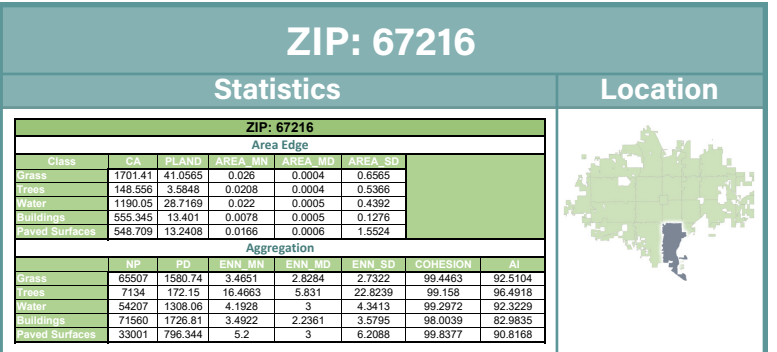 ZIP: 67216
Statistics
Location
ZIP: 67216
Area Edge
Class CA PLAND AREA_MN AREA_MD AREA_SD
Grass 1701.41 41.0565 0.026 0.0004 0.6565
Trees 148.556 3.5848 0.0208 0.0004 0.5366
Water 1190.05 28.7169 0.022 0.0005 0.4392
Buildings 555.345 13.401 0.0078 0.0005 0.1276
Paved Surfaces 548.709 13.2408 0.0166 0.0006 1.5524
Aggregation
NP PD ENN_MN ENN_MD ENN_SD COHESION AI
Grass 65507 1580.74 3.4651 2.8284 2.7322 99.4463 92.5104
Trees 7134 172.15 16.4663 5.831 22.8239 99.158 96.4918
Water 54207 1308.06 4.1928 3 4.3413 99.2972 92.3229
Buildings 71560 1726.81 3.4922 2.2361 3.5795 98.0039 82.9835
Paved Surfaces 33001 796.344 5.2 3 6.2088 99.8377 90.8168